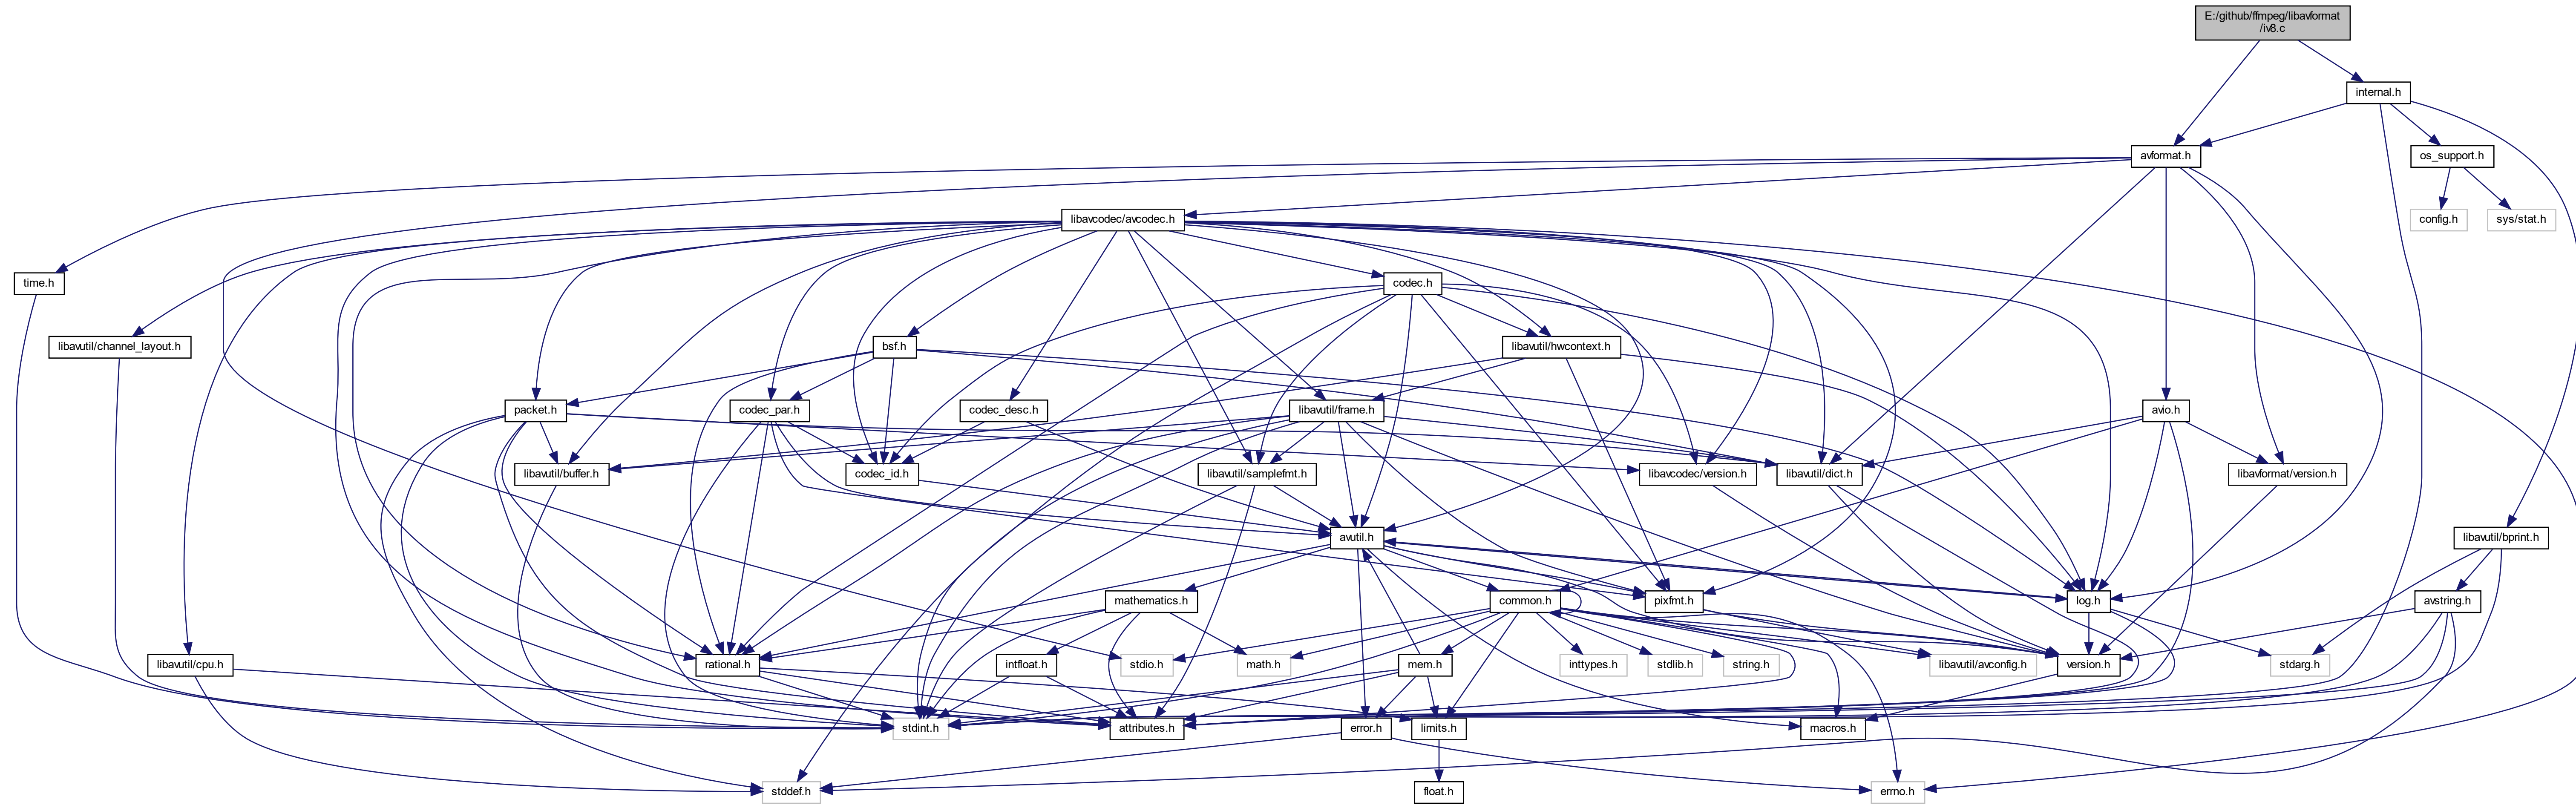 E:/github/ffmpeg/libavformat
/iv8.c
internal.h
avformat.h
os_support.h
libavcodec/avcodec.h
config.h
sys/stat.h
time.h
codec.h
libavutil/channel_layout.h
bsf.h
libavutil/hwcontext.h
packet.h
codec_par.h
codec_desc.h
libavutil/frame.h
avio.h
libavutil/buffer.h
codec_id.h
libavutil/samplefmt.h
libavcodec/version.h
libavutil/dict.h
libavformat/version.h
avutil.h
libavutil/bprint.h
mathematics.h
common.h
pixfmt.h
log.h
avstring.h
libavutil/cpu.h
rational.h
intfloat.h
stdio.h
math.h
mem.h
inttypes.h
stdlib.h
string.h
libavutil/avconfig.h
version.h
stdarg.h
stdint.h
attributes.h
error.h
limits.h
macros.h
stddef.h
float.h
errno.h